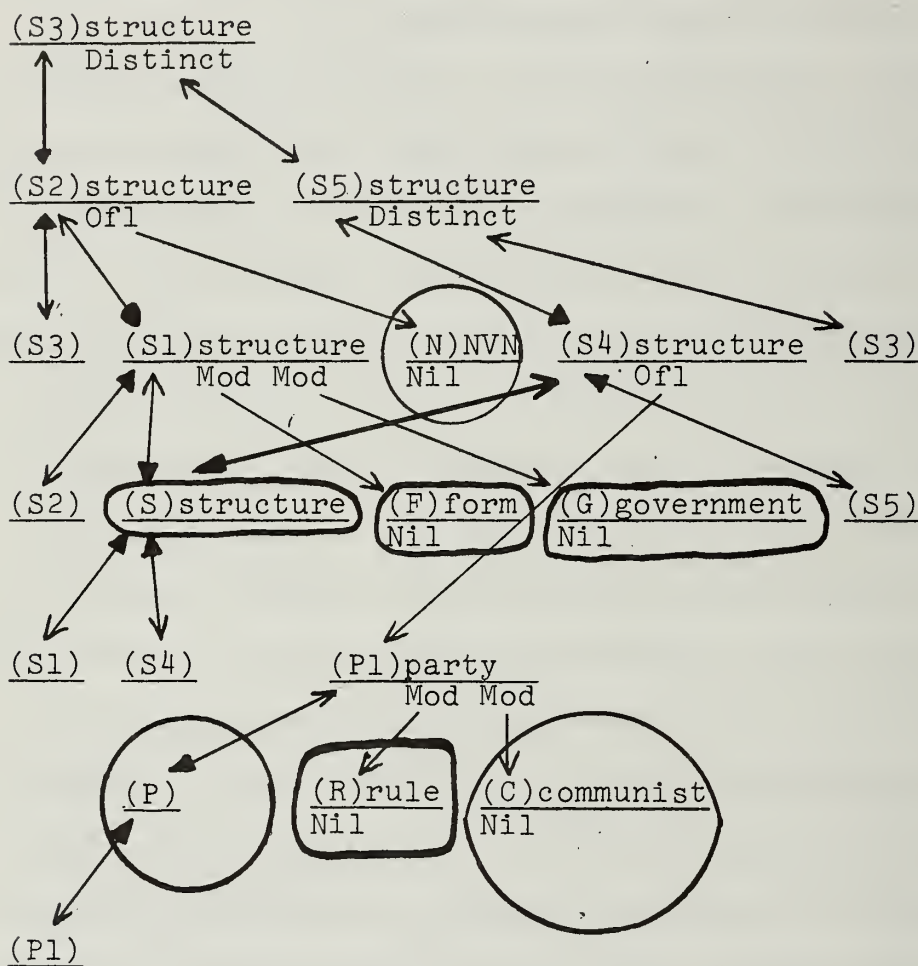 (S3)structure
Distinct
(S2)structure (S5)structure
Ofl Distinct
(S3) (S1)structure (N)NVN (S4)structure (S3)
Mod Mod Nil Ofl
(S2) (S)structure (F)form (G)government (S5)
Nil Nil
(S1) (S4) (P1)party
Mod Mod
(P) (R)rule (C)communist
Nil Nil
(P1)